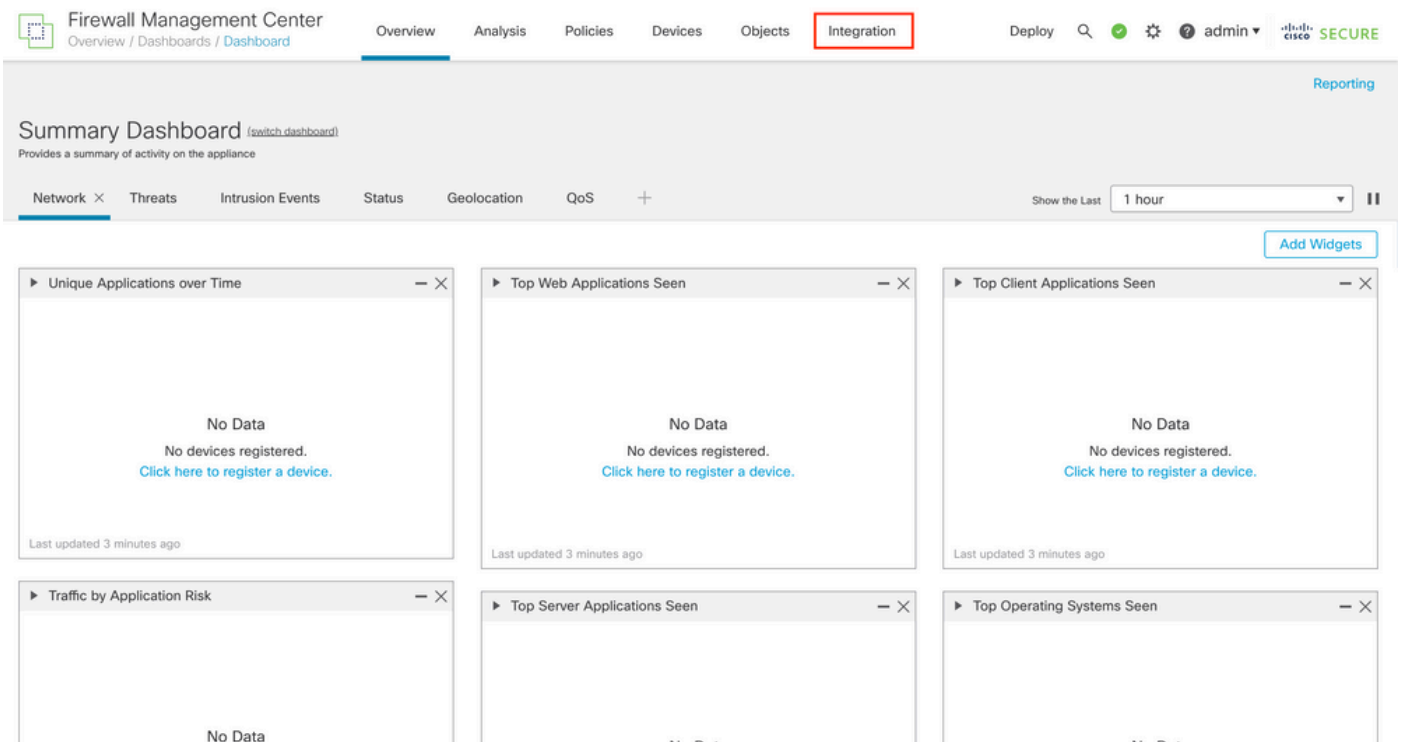 Firewall Management Center
Overview / Dashboards / Dashboard
Overview
Analysis
Policies
Devices
Objects
Integration
Deploy
admin
cisco SECURE
Reporting
Summary Dashboard (switch dashboard)
Provides a summary of activity on the appliance
Network
Threats
Intrusion Events
Status
Geolocation
QoS
Show the Last
1 hour
Add Widgets
Unique Applications over Time
No Data
No devices registered.
Click here to register a device.
Last updated 3 minutes ago
Top Web Applications Seen
No Data
No devices registered.
Click here to register a device.
Last updated 3 minutes ago
Top Client Applications Seen
No Data
No devices registered.
Click here to register a device.
Last updated 3 minutes ago
Traffic by Application Risk
No Data
Top Server Applications Seen
Top Operating Systems Seen